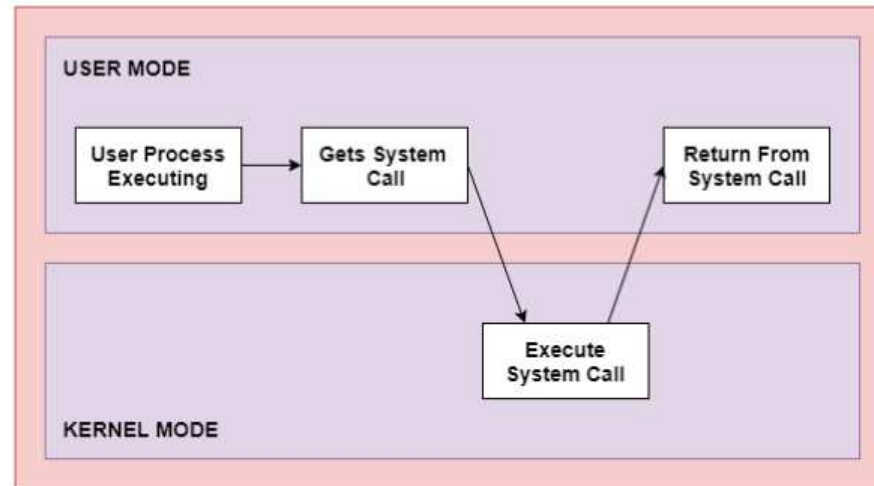 USER MODE
User Process
Executing
Gets System
Call
Return From
System Call
Execute
System Call
KERNEL MODE